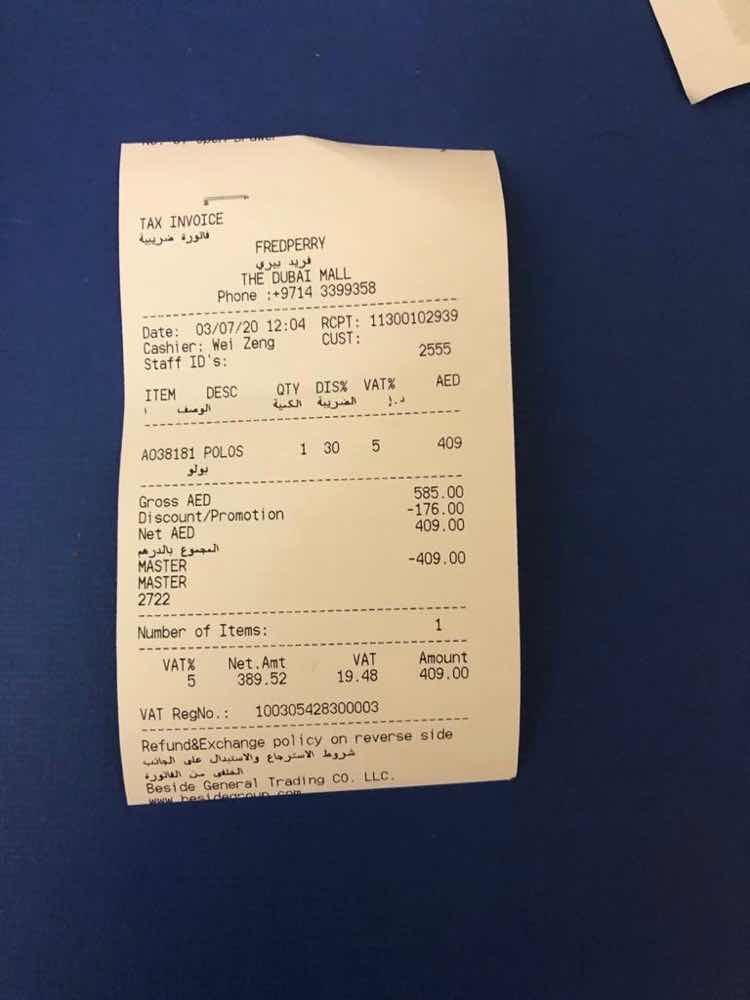 No. of open Drawer
TAX INVOICE
فاتورة ضريبية
FREDPERRY
فريد بيري
THE DUBAI MALL
Phone :+9714 3399358
Date: 03/07/20 12:04 RCPT: 11300102939
Cashier: Wei Zeng CUST:
Staff ID's: 2555
ITEM DESC QTY DIS% VAT% AED
ا الوصف الكمية الضريبة د.إ
A038181 POLOS 1 30 5 409
بولو
Gross AED 585.00
Discount/Promotion -176.00
Net AED 409.00
المجموع بالدرهم
MASTER -409.00
MASTER
2722
Number of Items: 1
VAT% Net.Amt VAT Amount
5 389.52 19.48 409.00
VAT RegNo.: 100305428300003
Refund&Exchange policy on reverse side
شروط الاسترجاع والاستبدال على الجانب
الخلفى من الفاتورة
Beside General Trading CO. LLC.
www.besidegroup.com